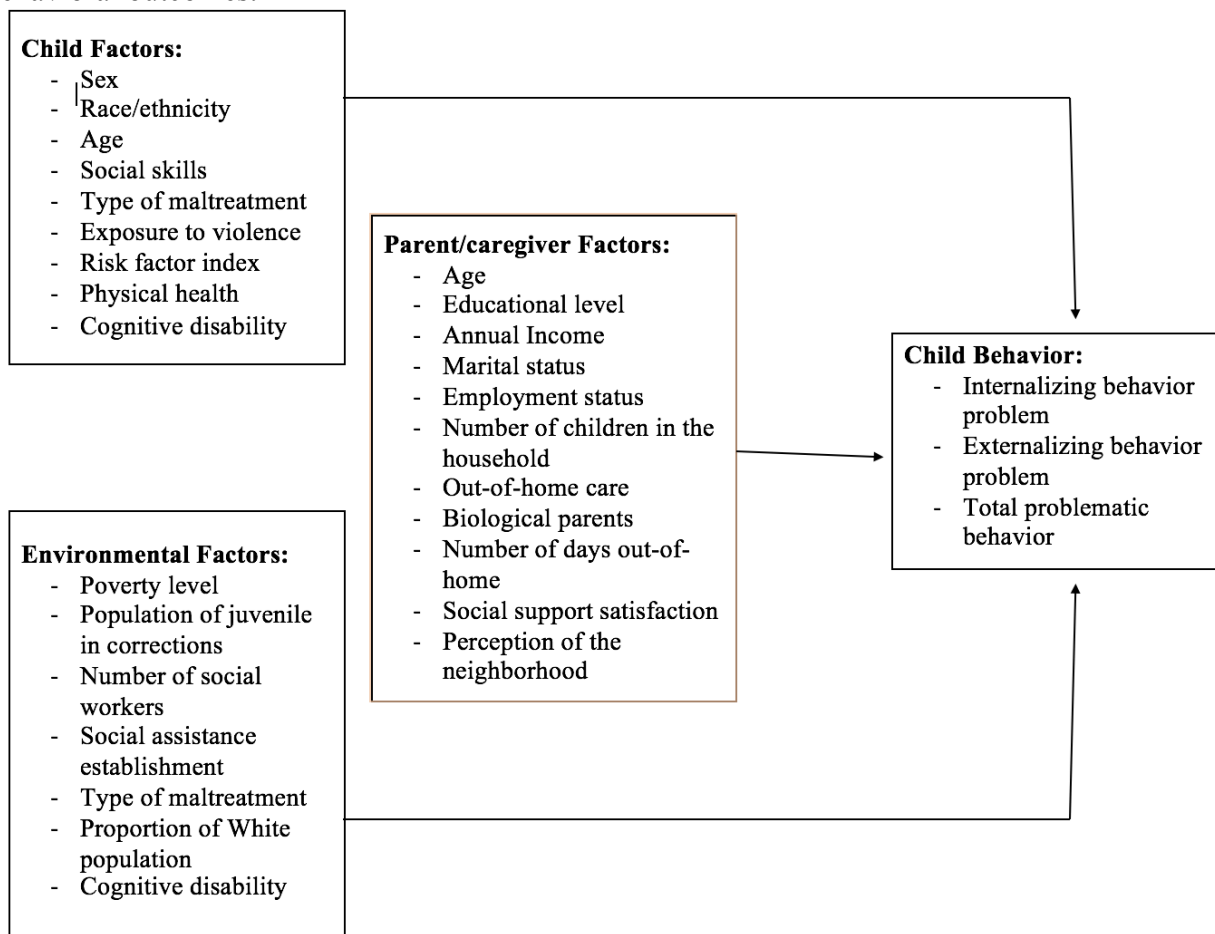 Child Factors:
- Sex
- Race/ethnicity
- Age
- Social skills
- Type of maltreatment
- Exposure to violence
- Risk factor index
- Physical health
- Cognitive disability
Parent/caregiver Factors:
- Age
- Educational level
- Annual Income
- Marital status
- Employment status
- Number of children in the
household
- Out-of-home care
- Biological parents
- Number of days out-of-
home
- Social support satisfaction
- Perception of the
neighborhood
Child Behavior:
- Internalizing behavior
problem
- Externalizing behavior
problem
- Total problematic
behavior
Environmental Factors:
- Poverty level
- Population of juvenile
in corrections
- Number of social
workers
- Social assistance
establishment
- Type of maltreatment
- Proportion of White
population
- Cognitive disability